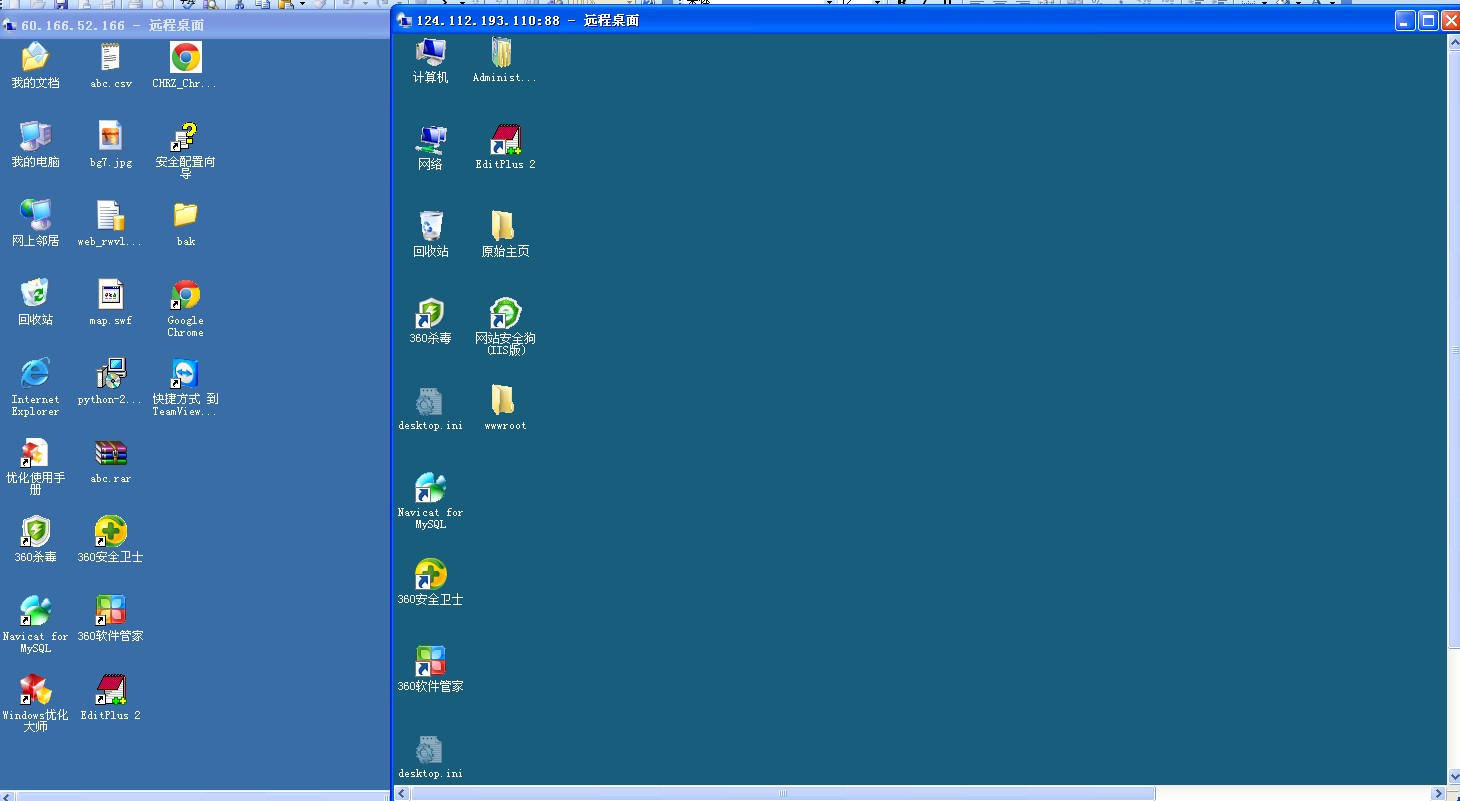 60.166.52.166 - 远程桌面
我的文档
abc.csv
CHRZ_Chr...
我的电脑
bg7.jpg
安全配置向
导
网上邻居
web_rwvl...
bak
回收站
map.swf
Google
Chrome
Internet
Explorer
python-2...
快捷方式 到
TeamView...
优化使用手
册
abc.rar
360杀毒
360安全卫士
Navicat for
MySQL
360软件管家
Windows优化
大师
EditPlus 2
124.112.193.110:88 - 远程桌面
计算机
Administ...
网络
EditPlus 2
回收站
原始主页
360杀毒
网站安全狗
(IIS版)
desktop.ini
wwwroot
Navicat for
MySQL
360安全卫士
360软件管家
desktop.ini